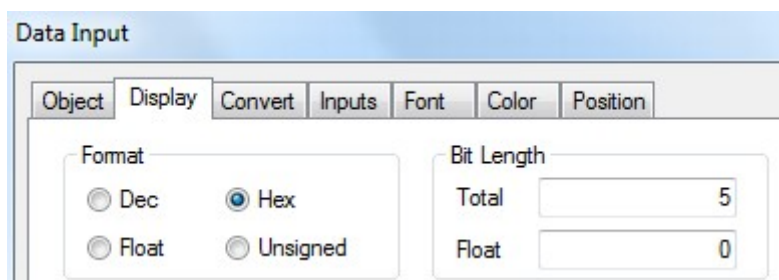 Data Input
Object Display Convert Inputs Font Color Position
Format
Bit Length
Dec Hex
Total 5
Float Unsigned
Float 0